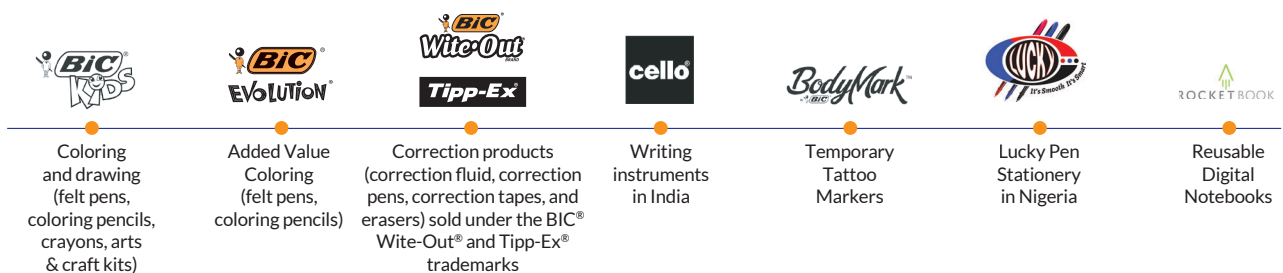 BiC®
KiDS
BiC®
EVOLUTION®
BiC®
Wite·Out®
BRAND
Tipp-Ex®
cello®
BodyMark™
BY BiC®
LUCKY
It's Smooth It's Smart
ROCKETBOOK
Coloring
and drawing
(felt pens,
coloring pencils,
crayons, arts
& craft kits)
Added Value
Coloring
(felt pens,
coloring pencils)
Correction products
(correction fluid, correction
pens, correction tapes, and
erasers) sold under the BIC®
Wite-Out® and Tipp-Ex®
trademarks
Writing
instruments
in India
Temporary
Tattoo
Markers
Lucky Pen
Stationery
in Nigeria
Reusable
Digital
Notebooks